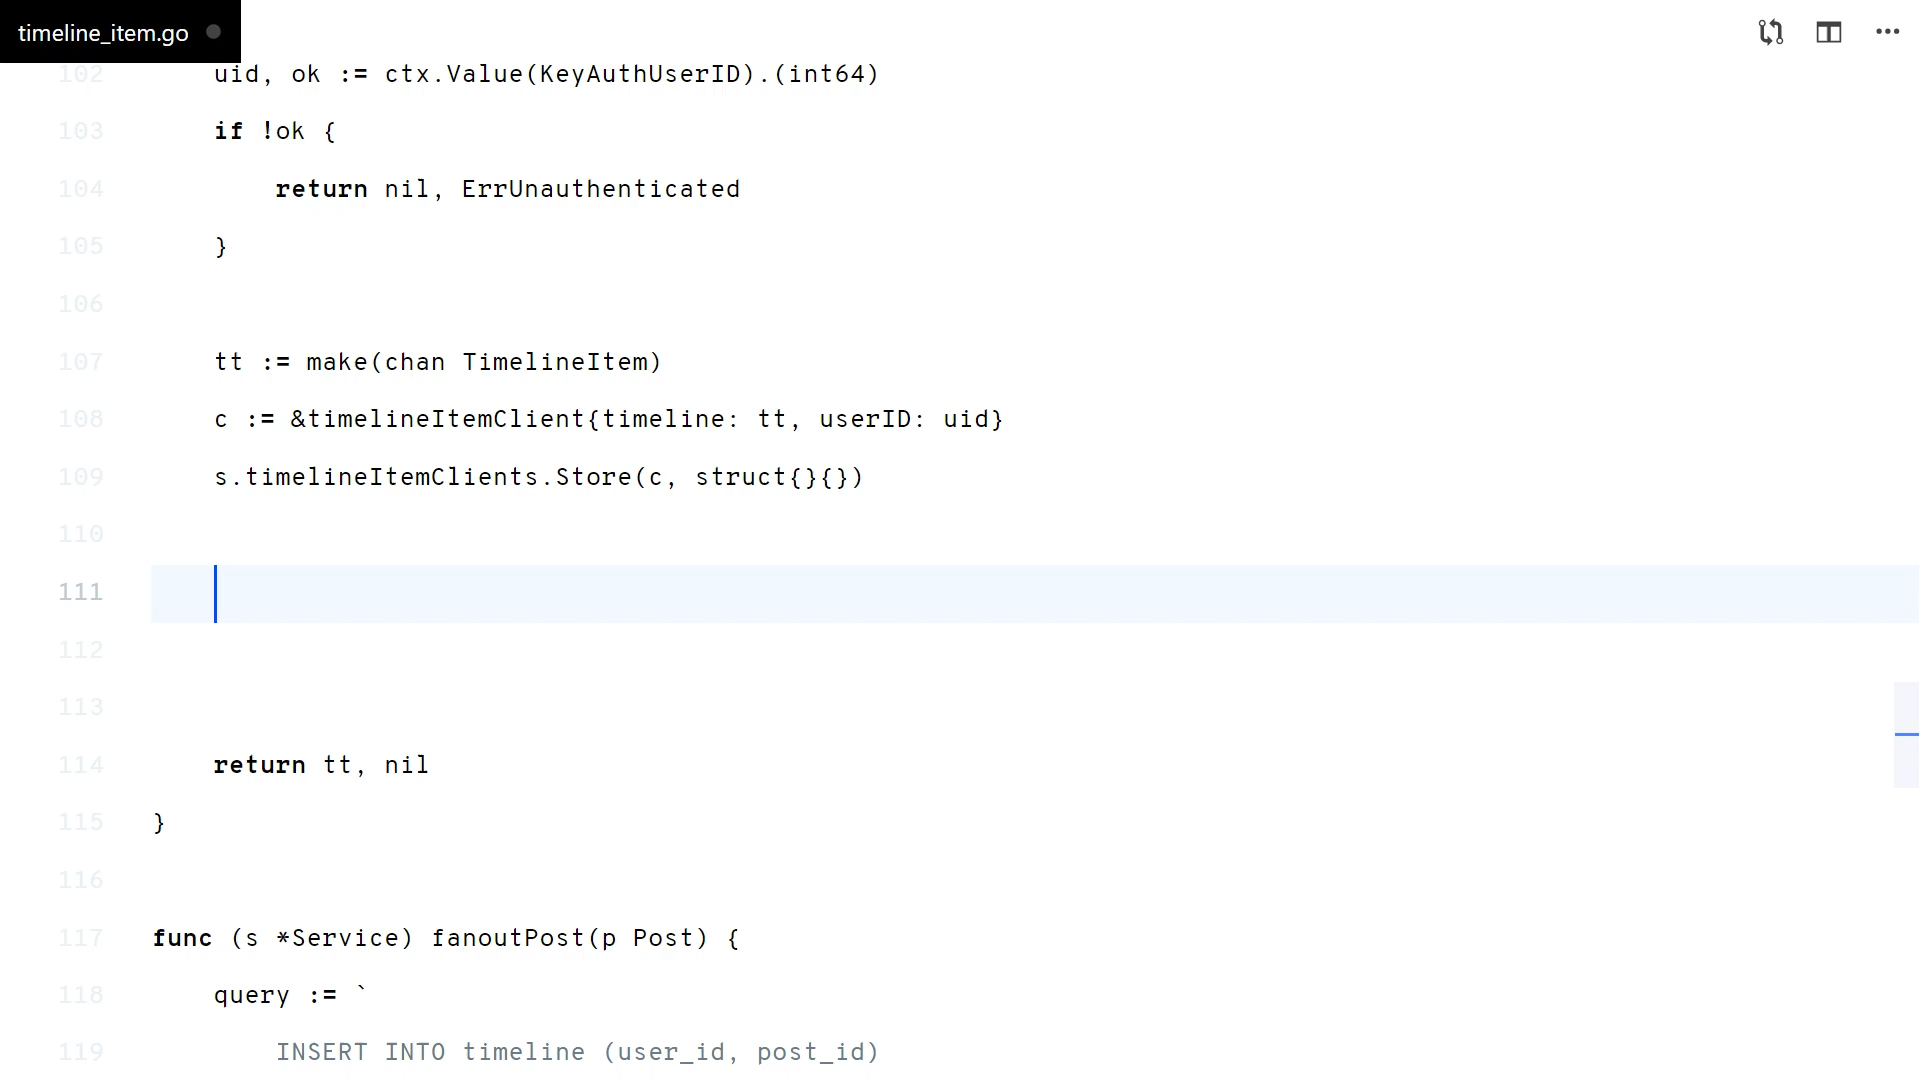 timeline_item.go
102 uid, ok := ctx.Value(KeyAuthUserID).(int64)
103 if !ok {
104 return nil, ErrUnauthenticated
105 }
106
107 tt := make(chan TimelineItem)
108 c := &timelineItemClient{timeline: tt, userID: uid}
109 s.timelineItemClients.Store(c, struct{}{})
110
111
112
113
114 return tt, nil
115 }
116
117 func (s *Service) fanoutPost(p Post) {
118 query := `
119 INSERT INTO timeline (user_id, post_id)